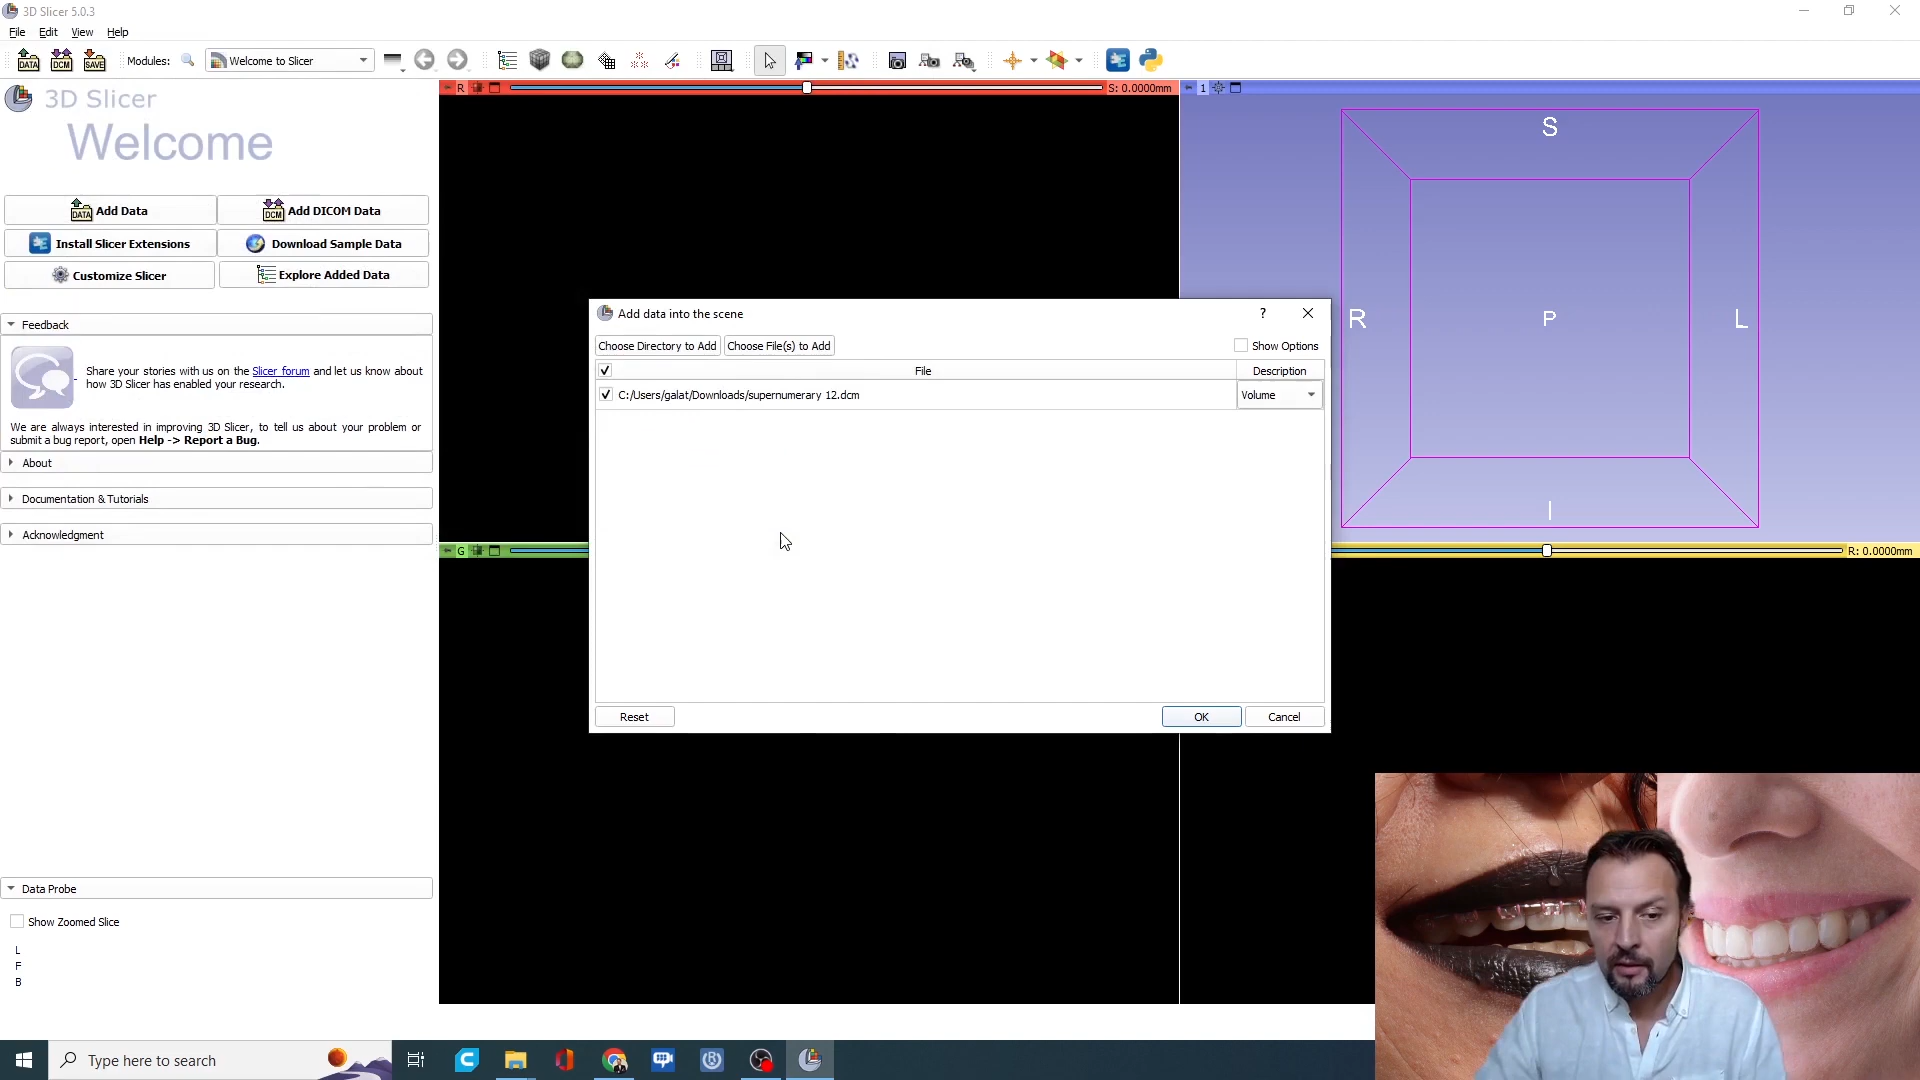 3D Slicer 5.0.3
File Edit View Help
DATA DCM SAVE Modules: Welcome to Slicer
R S: 0.0000mm 1
3D Slicer
Welcome
Add Data Add DICOM Data
Install Slicer Extensions Download Sample Data
Customize Slicer Explore Added Data
Feedback
Share your stories with us on the Slicer forum and let us know about
how 3D Slicer has enabled your research.
We are always interested in improving 3D Slicer, to tell us about your problem or
submit a bug report, open Help -> Report a Bug.
About
Documentation & Tutorials
Acknowledgment
Data Probe
Show Zoomed Slice
L
F
B
S
R P L
I
G R: 0.0000mm
Add data into the scene ?
Choose Directory to Add Choose File(s) to Add Show Options
File Description
C:/Users/galat/Downloads/supernumerary 12.dcm Volume
Reset OK Cancel
Type here to search